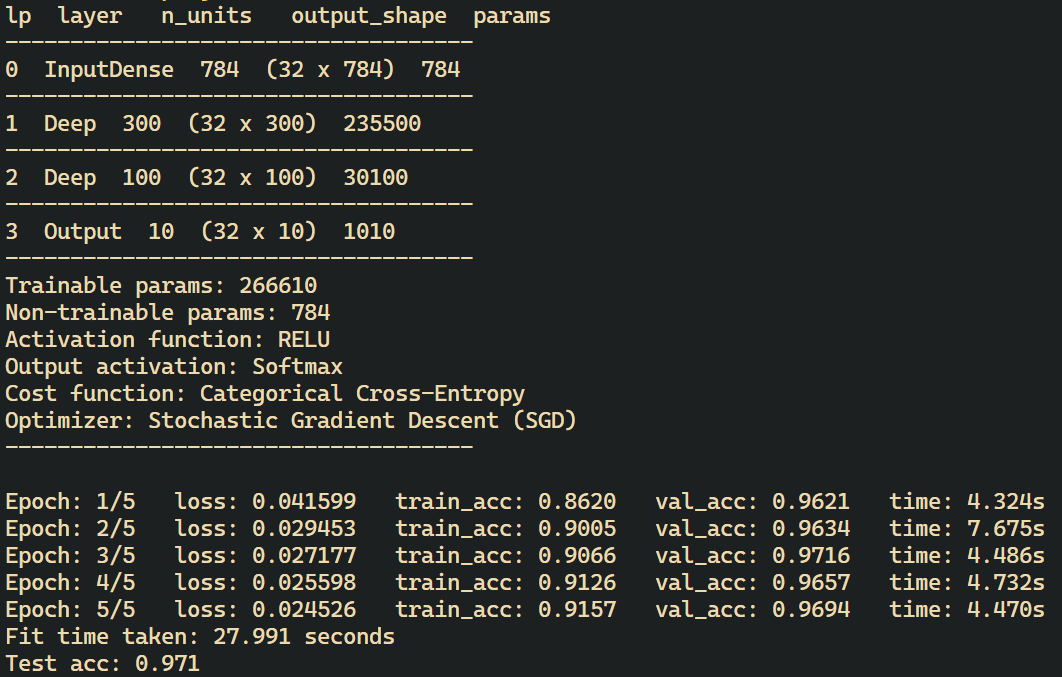 lp  layer   n_units   output_shape  params
------------------------------------
0  InputDense  784  (32 x 784)  784
------------------------------------
1  Deep  300  (32 x 300)  235500
------------------------------------
2  Deep  100  (32 x 100)  30100
------------------------------------
3  Output  10  (32 x 10)  1010
------------------------------------
Trainable params: 266610
Non-trainable params: 784
Activation function: RELU
Output activation: Softmax
Cost function: Categorical Cross-Entropy
Optimizer: Stochastic Gradient Descent (SGD)
------------------------------------
Epoch: 1/5   loss: 0.041599   train_acc: 0.8620   val_acc: 0.9621   time: 4.324s
Epoch: 2/5   loss: 0.029453   train_acc: 0.9005   val_acc: 0.9634   time: 7.675s
Epoch: 3/5   loss: 0.027177   train_acc: 0.9066   val_acc: 0.9716   time: 4.486s
Epoch: 4/5   loss: 0.025598   train_acc: 0.9126   val_acc: 0.9657   time: 4.732s
Epoch: 5/5   loss: 0.024526   train_acc: 0.9157   val_acc: 0.9694   time: 4.470s
Fit time taken: 27.991 seconds
Test acc: 0.971